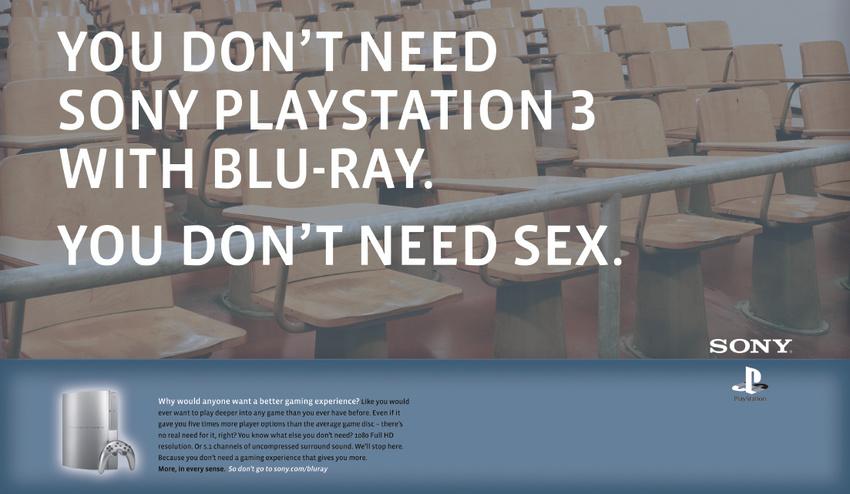 YOU DON'T NEED
SONY PLAYSTATION 3
WITH BLU-RAY.
YOU DON'T NEED SEX.
SONY.
PlayStation
Why would anyone want a better gaming experience? Like you would
ever want to play deeper into any game than you ever have before. Even if it
gave you five times more player options than the average game disc – there's
no real need for it, right? You know what else you don't need? 1080 Full HD
resolution. Or 5.1 channels of uncompressed surround sound. We'll stop here.
Because you don't need a gaming experience that gives you more.
More, in every sense. So don't go to sony.com/bluray